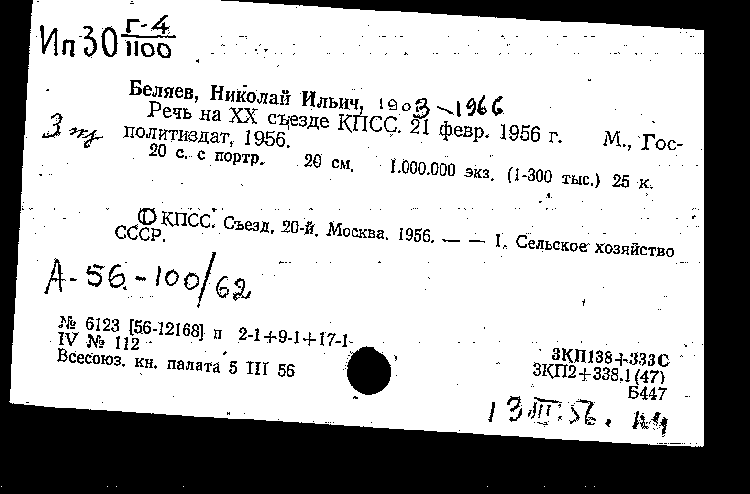 Ип 30 Г-4/1100
Беляев, Николай Ильич, 1903-1966
Речь на XX съезде КПСС. 21 февр. 1956 г. М., Гос-
3 политиздат, 1956.
20 с. с портр. 20 см. 1.000.000 экз. (1-300 тыс.) 25 к.
① КПСС. Съезд. 20-й. Москва. 1956. — — 1. Сельское хозяйство
СССР.
А-56-100/62
№ 6123 [56-12168] п 2-1+9-1+17-1
IV № 112
Всесоюз. кн. палата 5 III 56
3КП138+333С
3КП2+338.1(47)
Б447
13 III. 56.